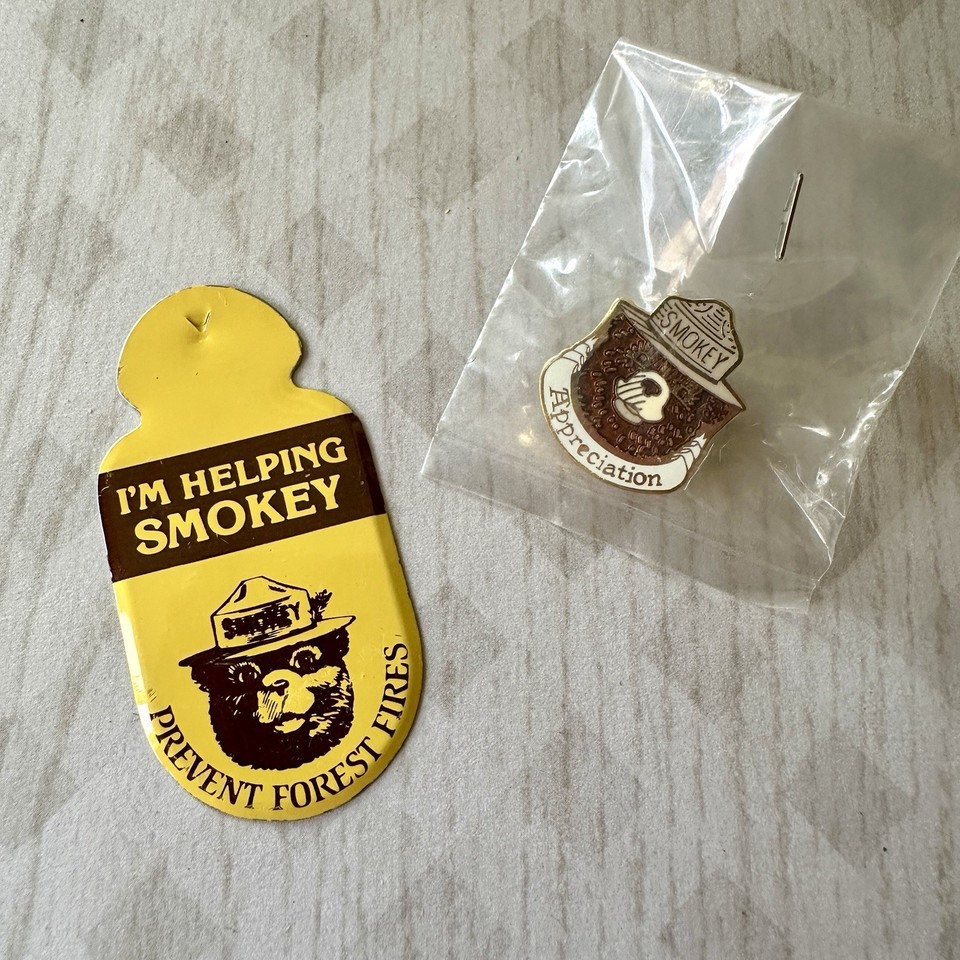 I'M HELPING
SMOKEY
SMOKEY
PREVENT FOREST FIRES
SMOKEY
Appreciation